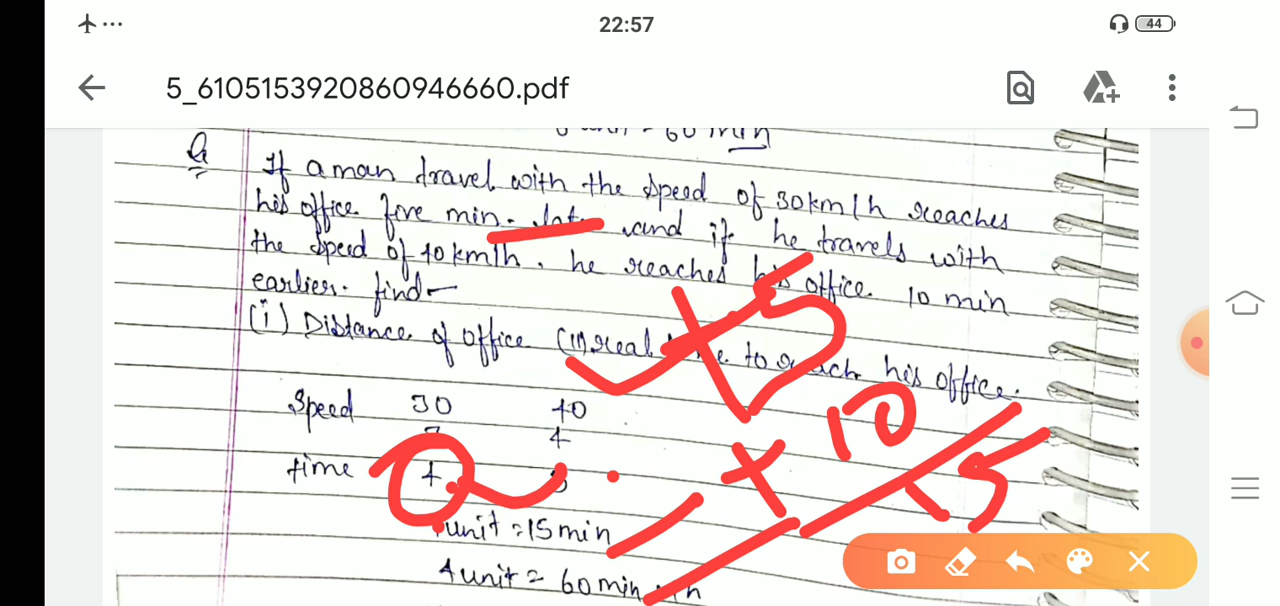 22:57
44
5_6105153920860946660.pdf
60 min
Q
If a man travel with the speed of 30km/h reaches
his office five min. late and if he travels with
the speed of 40 km/h. he reaches his office 10 min
earlier. find-
(i) Distance of office (ii) real time to reach his office.
Speed 30 40
3 4
time 4 3
1 unit = 15 min
4 unit = 60 min
+5
+ 10
15